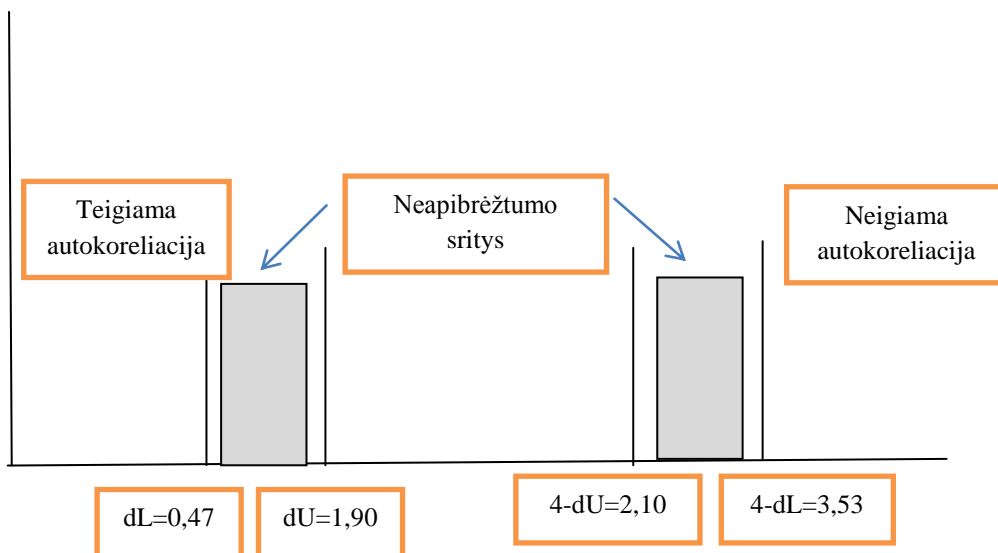 Teigiama
autokoreliacija
Neapibrėžtumo
sritys
Neigiama
autokoreliacija
dL=0,47
dU=1,90
4-dU=2,10
4-dL=3,53